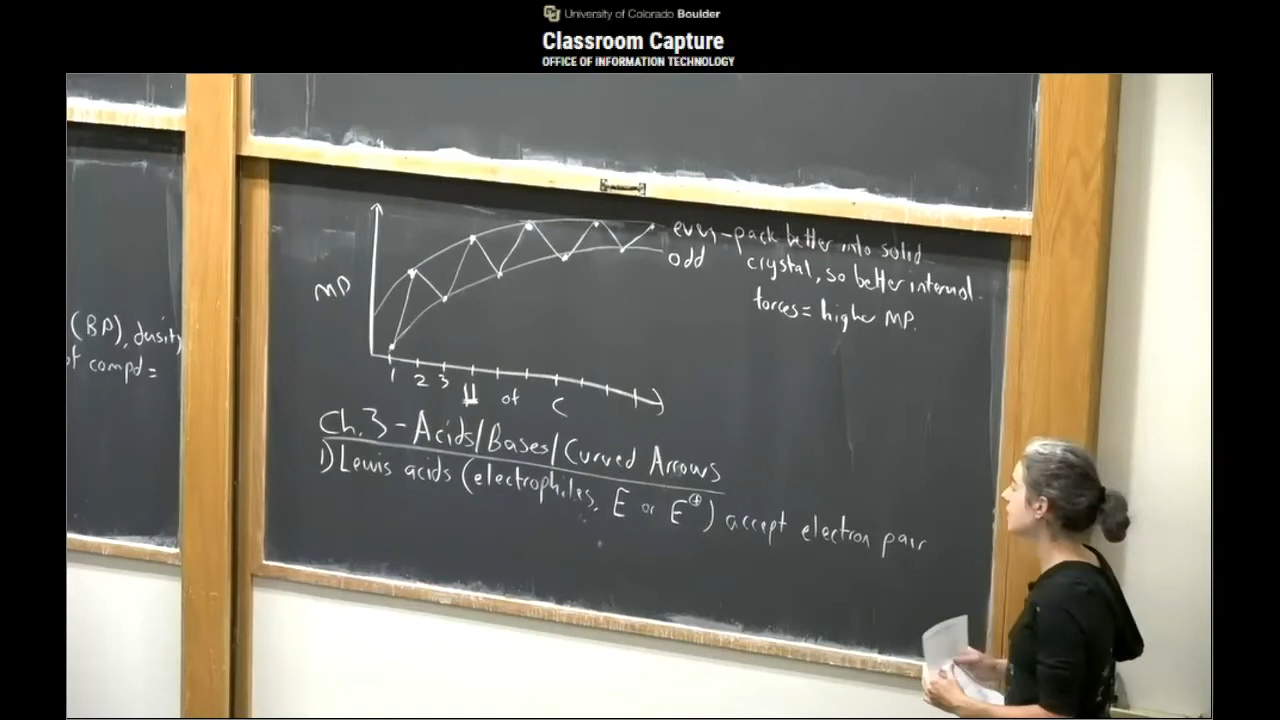 University of Colorado Boulder
Classroom Capture
OFFICE OF INFORMATION TECHNOLOGY
(BP), density
of compd =
MP
even - pack better into solid
odd crystal, so better intermol.
forces = higher MP.
1 2 3
# of C
Ch. 3 - Acids/Bases/Curved Arrows
1) Lewis acids (electrophiles, E or E⊕) accept electron pair